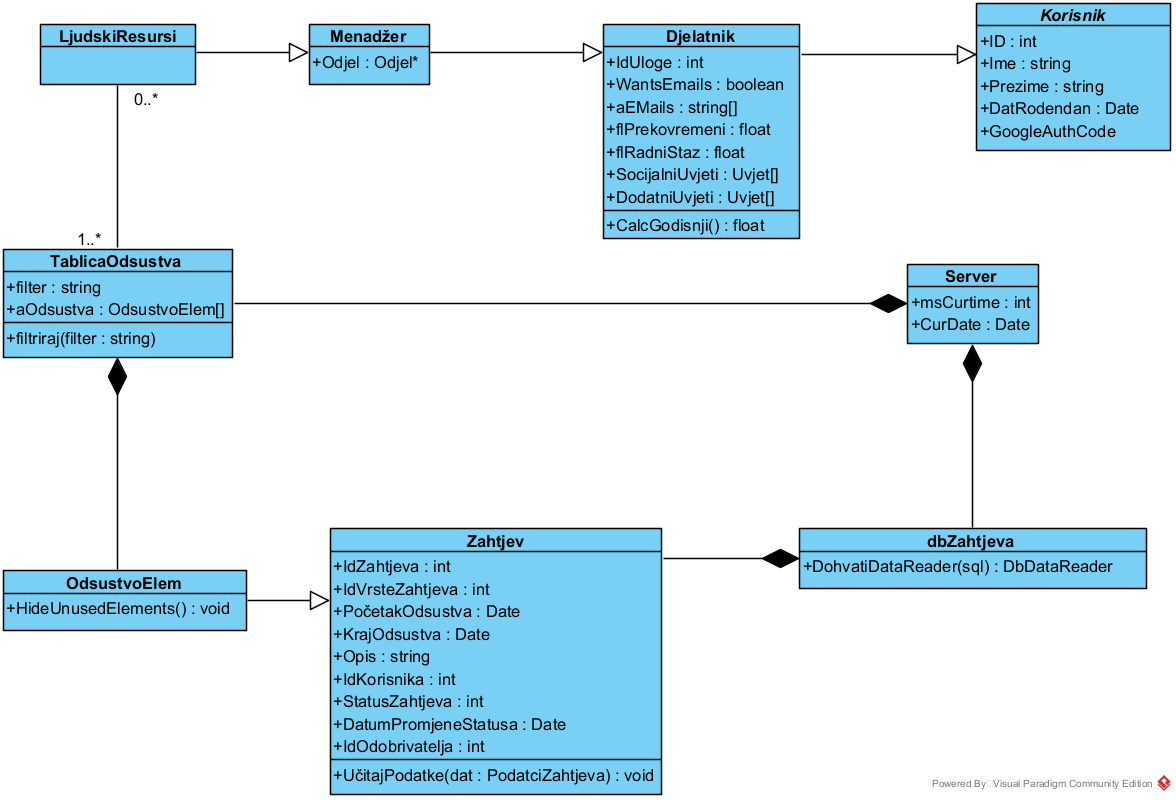 LjudskiResursi
Menadžer
+Odjel : Odjel*
Djelatnik
+IdUloge : int
+WantsEmails : boolean
+aEMails : string[]
+flPrekovremeni : float
+flRadniStaz : float
+SocijalniUvjeti : Uvjet[]
+DodatniUvjeti : Uvjet[]
+CalcGodisnji() : float
Korisnik
+ID : int
+Ime : string
+Prezime : string
+DatRodendan : Date
+GoogleAuthCode
0..*
1..*
TablicaOdsustva
+filter : string
+aOdsustva : OdsustvoElem[]
+filtriraj(filter : string)
Server
+msCurtime : int
+CurDate : Date
OdsustvoElem
+HideUnusedElements() : void
Zahtjev
+IdZahtjeva : int
+IdVrsteZahtjeva : int
+PočetakOdsustva : Date
+KrajOdsustva : Date
+Opis : string
+IdKorisnika : int
+StatusZahtjeva : int
+DatumPromjeneStatusa : Date
+IdOdobrivatelja : int
+UčitajPodatke(dat : PodatciZahtjeva) : void
dbZahtjeva
+DohvatiDataReader(sql) : DbDataReader
Powered By Visual Paradigm Community Edition